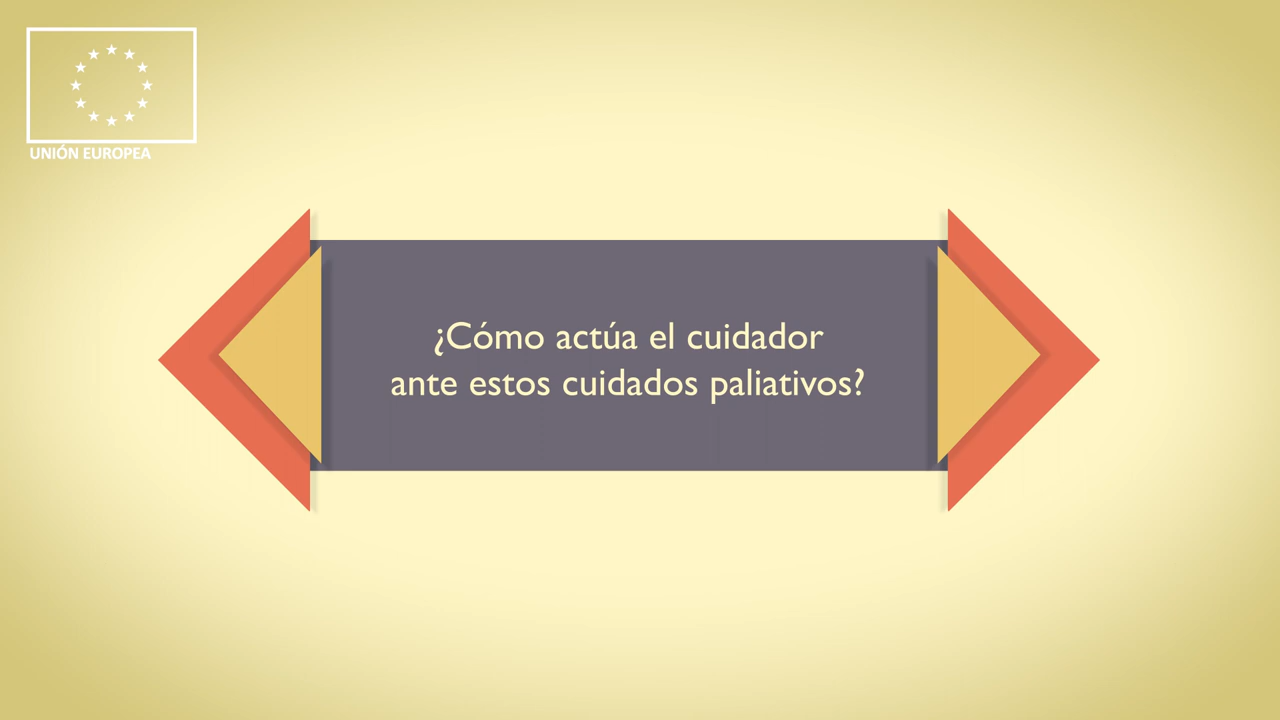 UNIÓN EUROPEA
¿Cómo actúa el cuidador
ante estos cuidados paliativos?